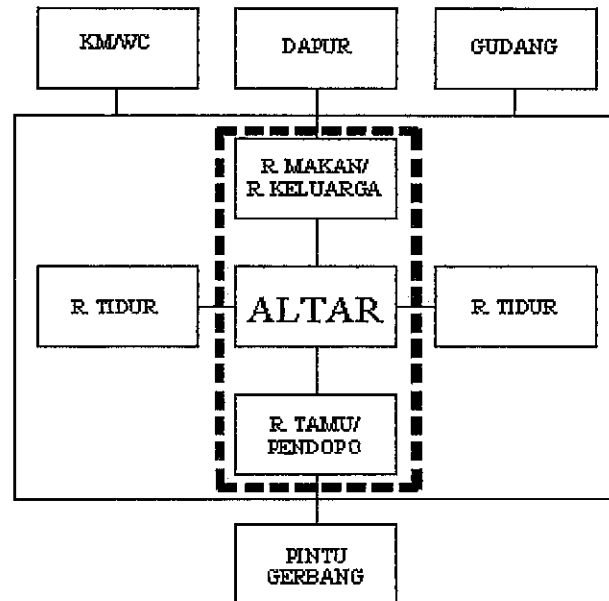 KM/WC
DAPUR
GUDANG
R. MAKAN/
R. KELUARGA
R. TIDUR
ALTAR
R. TIDUR
R. TAMU/
PENDOPO
PINTU
GERBANG